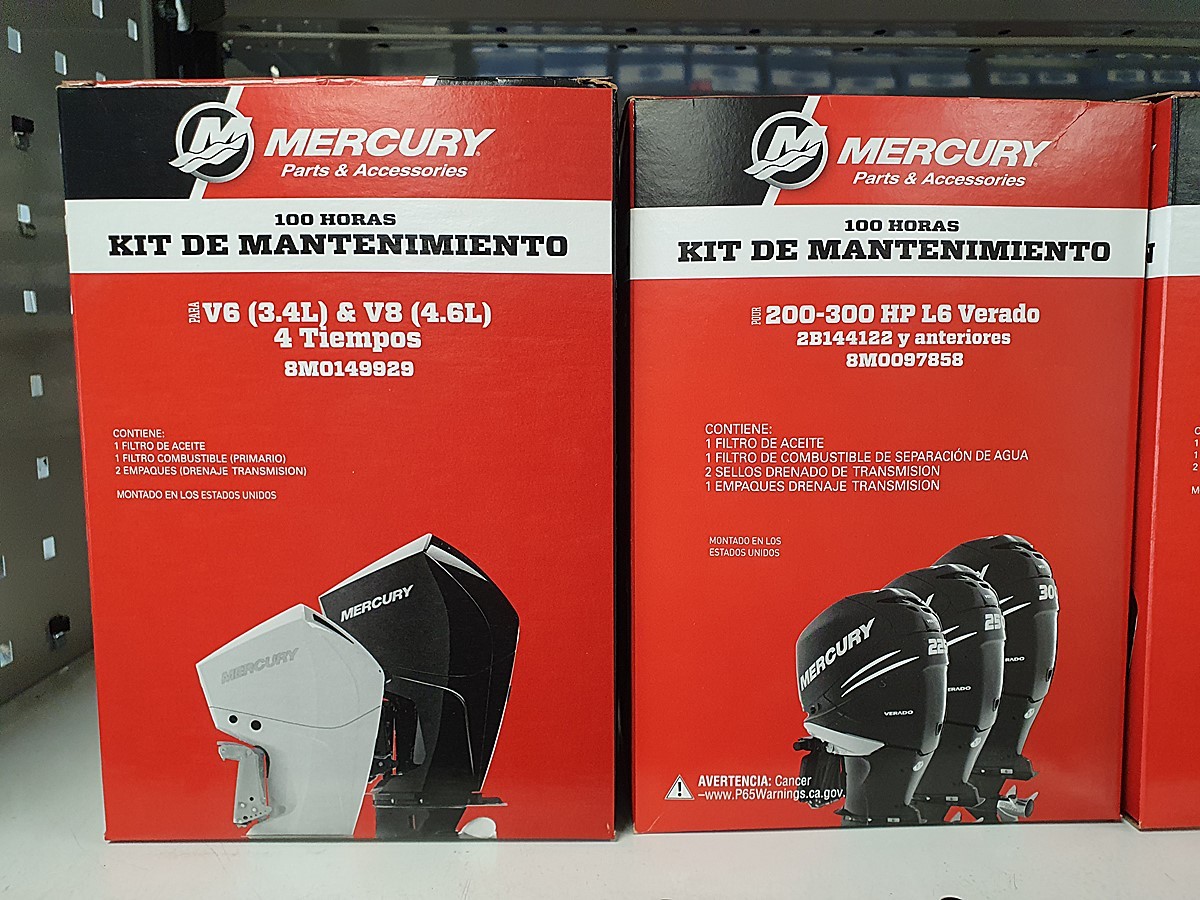 MERCURY
Parts & Accessories
100 HORAS
KIT DE MANTENIMIENTO
PARA V6 (3.4L) & V8 (4.6L)
4 Tiempos
8M0149929
CONTIENE:
1 FILTRO DE ACEITE
1 FILTRO COMBUSTIBLE (PRIMARIO)
2 EMPAQUES (DRENAJE TRANSMISION)
MONTADO EN LOS ESTADOS UNIDOS
MERCURY
MERCURY
MERCURY
Parts & Accessories
100 HORAS
KIT DE MANTENIMIENTO
POUR 200-300 HP L6 Verado
2B144122 y anteriores
8M0097858
CONTIENE:
1 FILTRO DE ACEITE
1 FILTRO DE COMBUSTIBLE DE SEPARACIÓN DE AGUA
2 SELLOS DRENADO DE TRANSMISION
1 EMPAQUES DRENAJE TRANSMISION
MONTADO EN LOS
ESTADOS UNIDOS
MERCURY
VERADO
AVERTENCIA: Cancer
–www.P65Warnings.ca.gov.